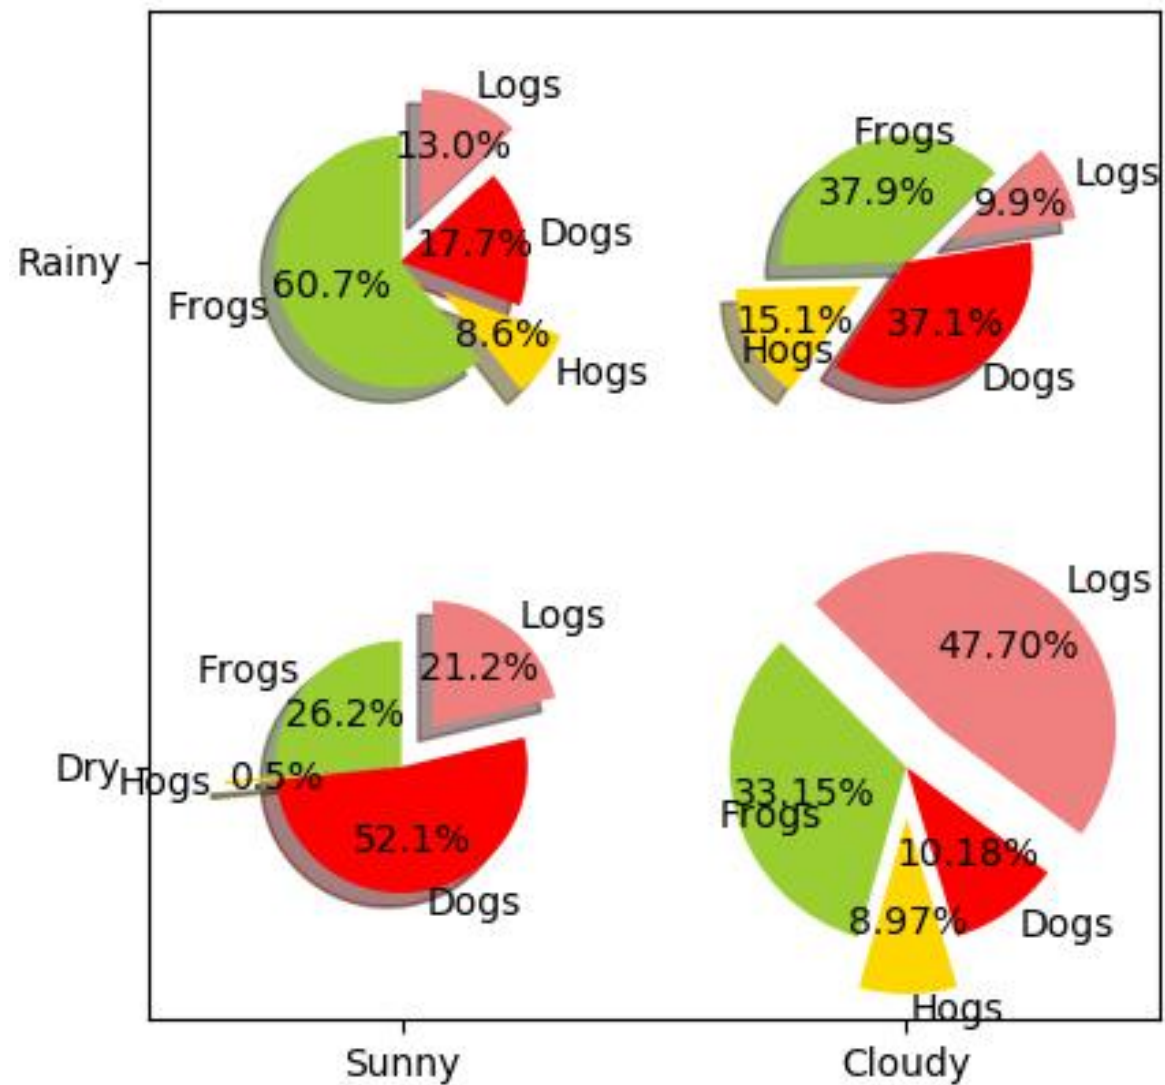 Logs
13.0%
Frogs
37.9%
Logs
9.9%
17.7%
Dogs
Rainy
60.7%
Frogs
8.6%
Hogs
15.1%
Hogs
37.1%
Dogs
Logs
21.2%
Frogs
26.2%
Logs
47.70%
Dry
Hogs
0.5%
33.15%
Frogs
52.1%
Dogs
10.18%
Dogs
8.97%
Hogs
Sunny
Cloudy